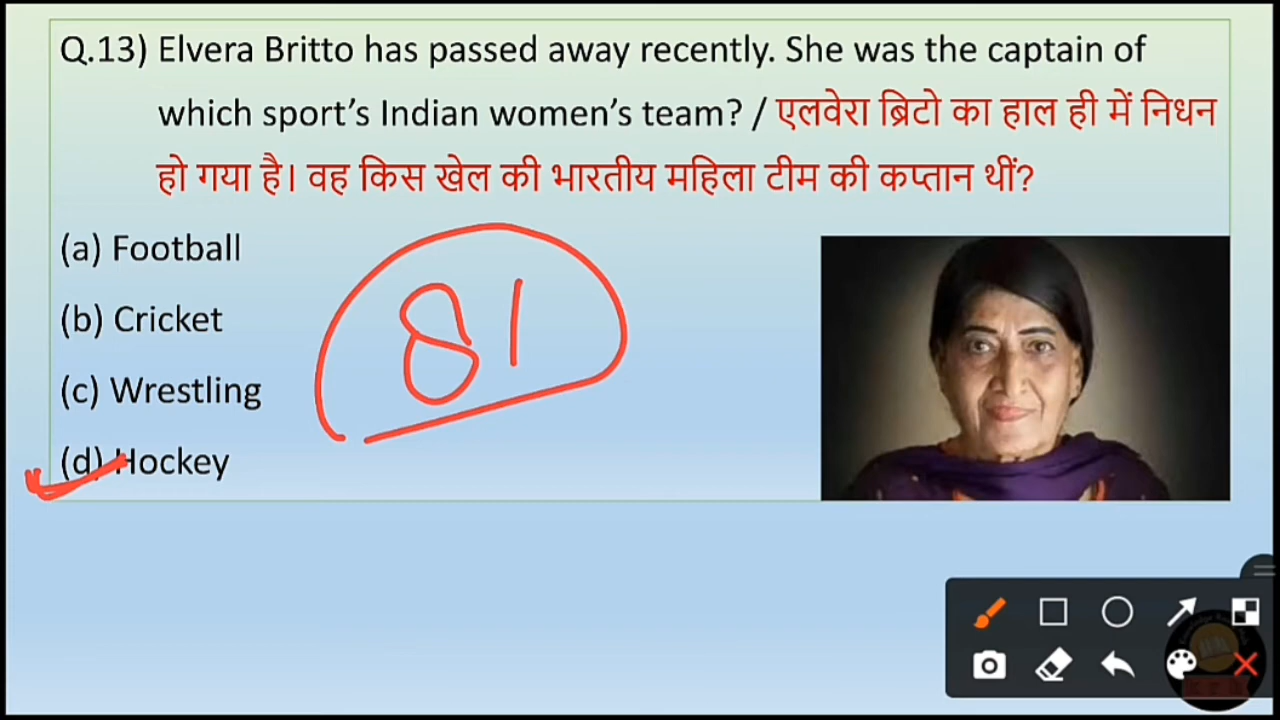 Q.13) Elvera Britto has passed away recently. She was the captain of
which sport's Indian women's team? / एलवेरा ब्रिटो का हाल ही में निधन
हो गया है। वह किस खेल की भारतीय महिला टीम की कप्तान थीं?
(a) Football
(b) Cricket
(c) Wrestling
(d) Hockey
81